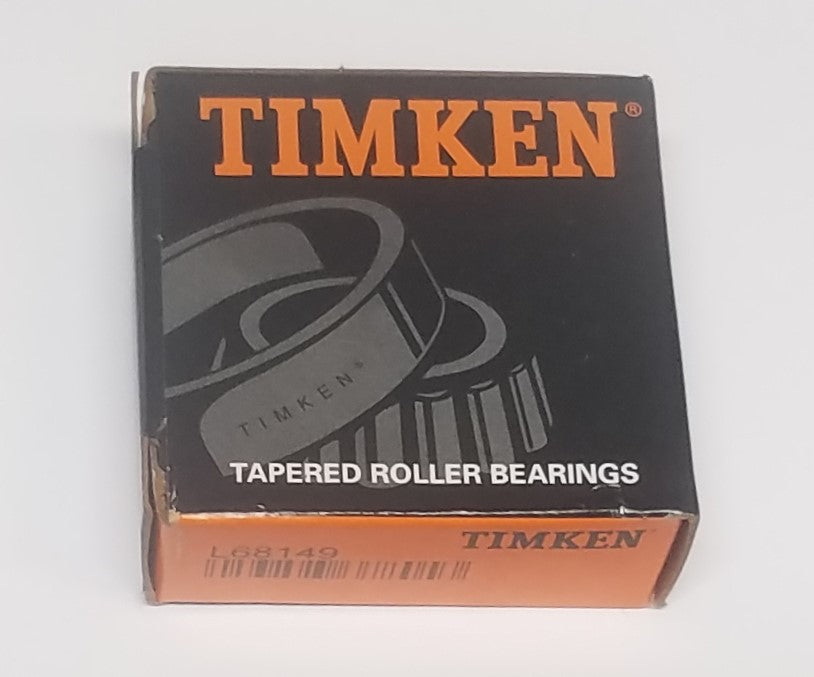 TIMKEN®
TIMKEN®
TAPERED ROLLER BEARINGS
TIMKEN
L68149